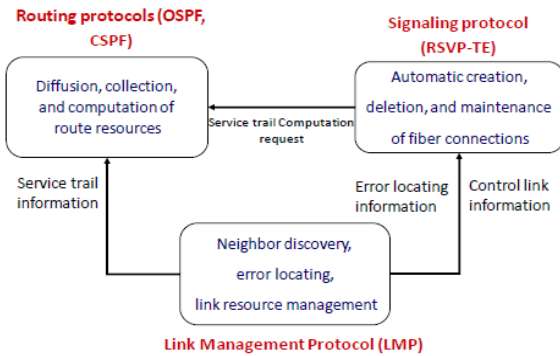 Routing protocols (OSPF,
CSPF)
Signaling protocol
(RSVP-TE)
Diffusion, collection,
and computation of
route resources
Automatic creation,
deletion, and maintenance
of fiber connections
Service trail Computation
request
Service trail
information
Error locating
information
Control link
information
Neighbor discovery,
error locating,
link resource management
Link Management Protocol (LMP)